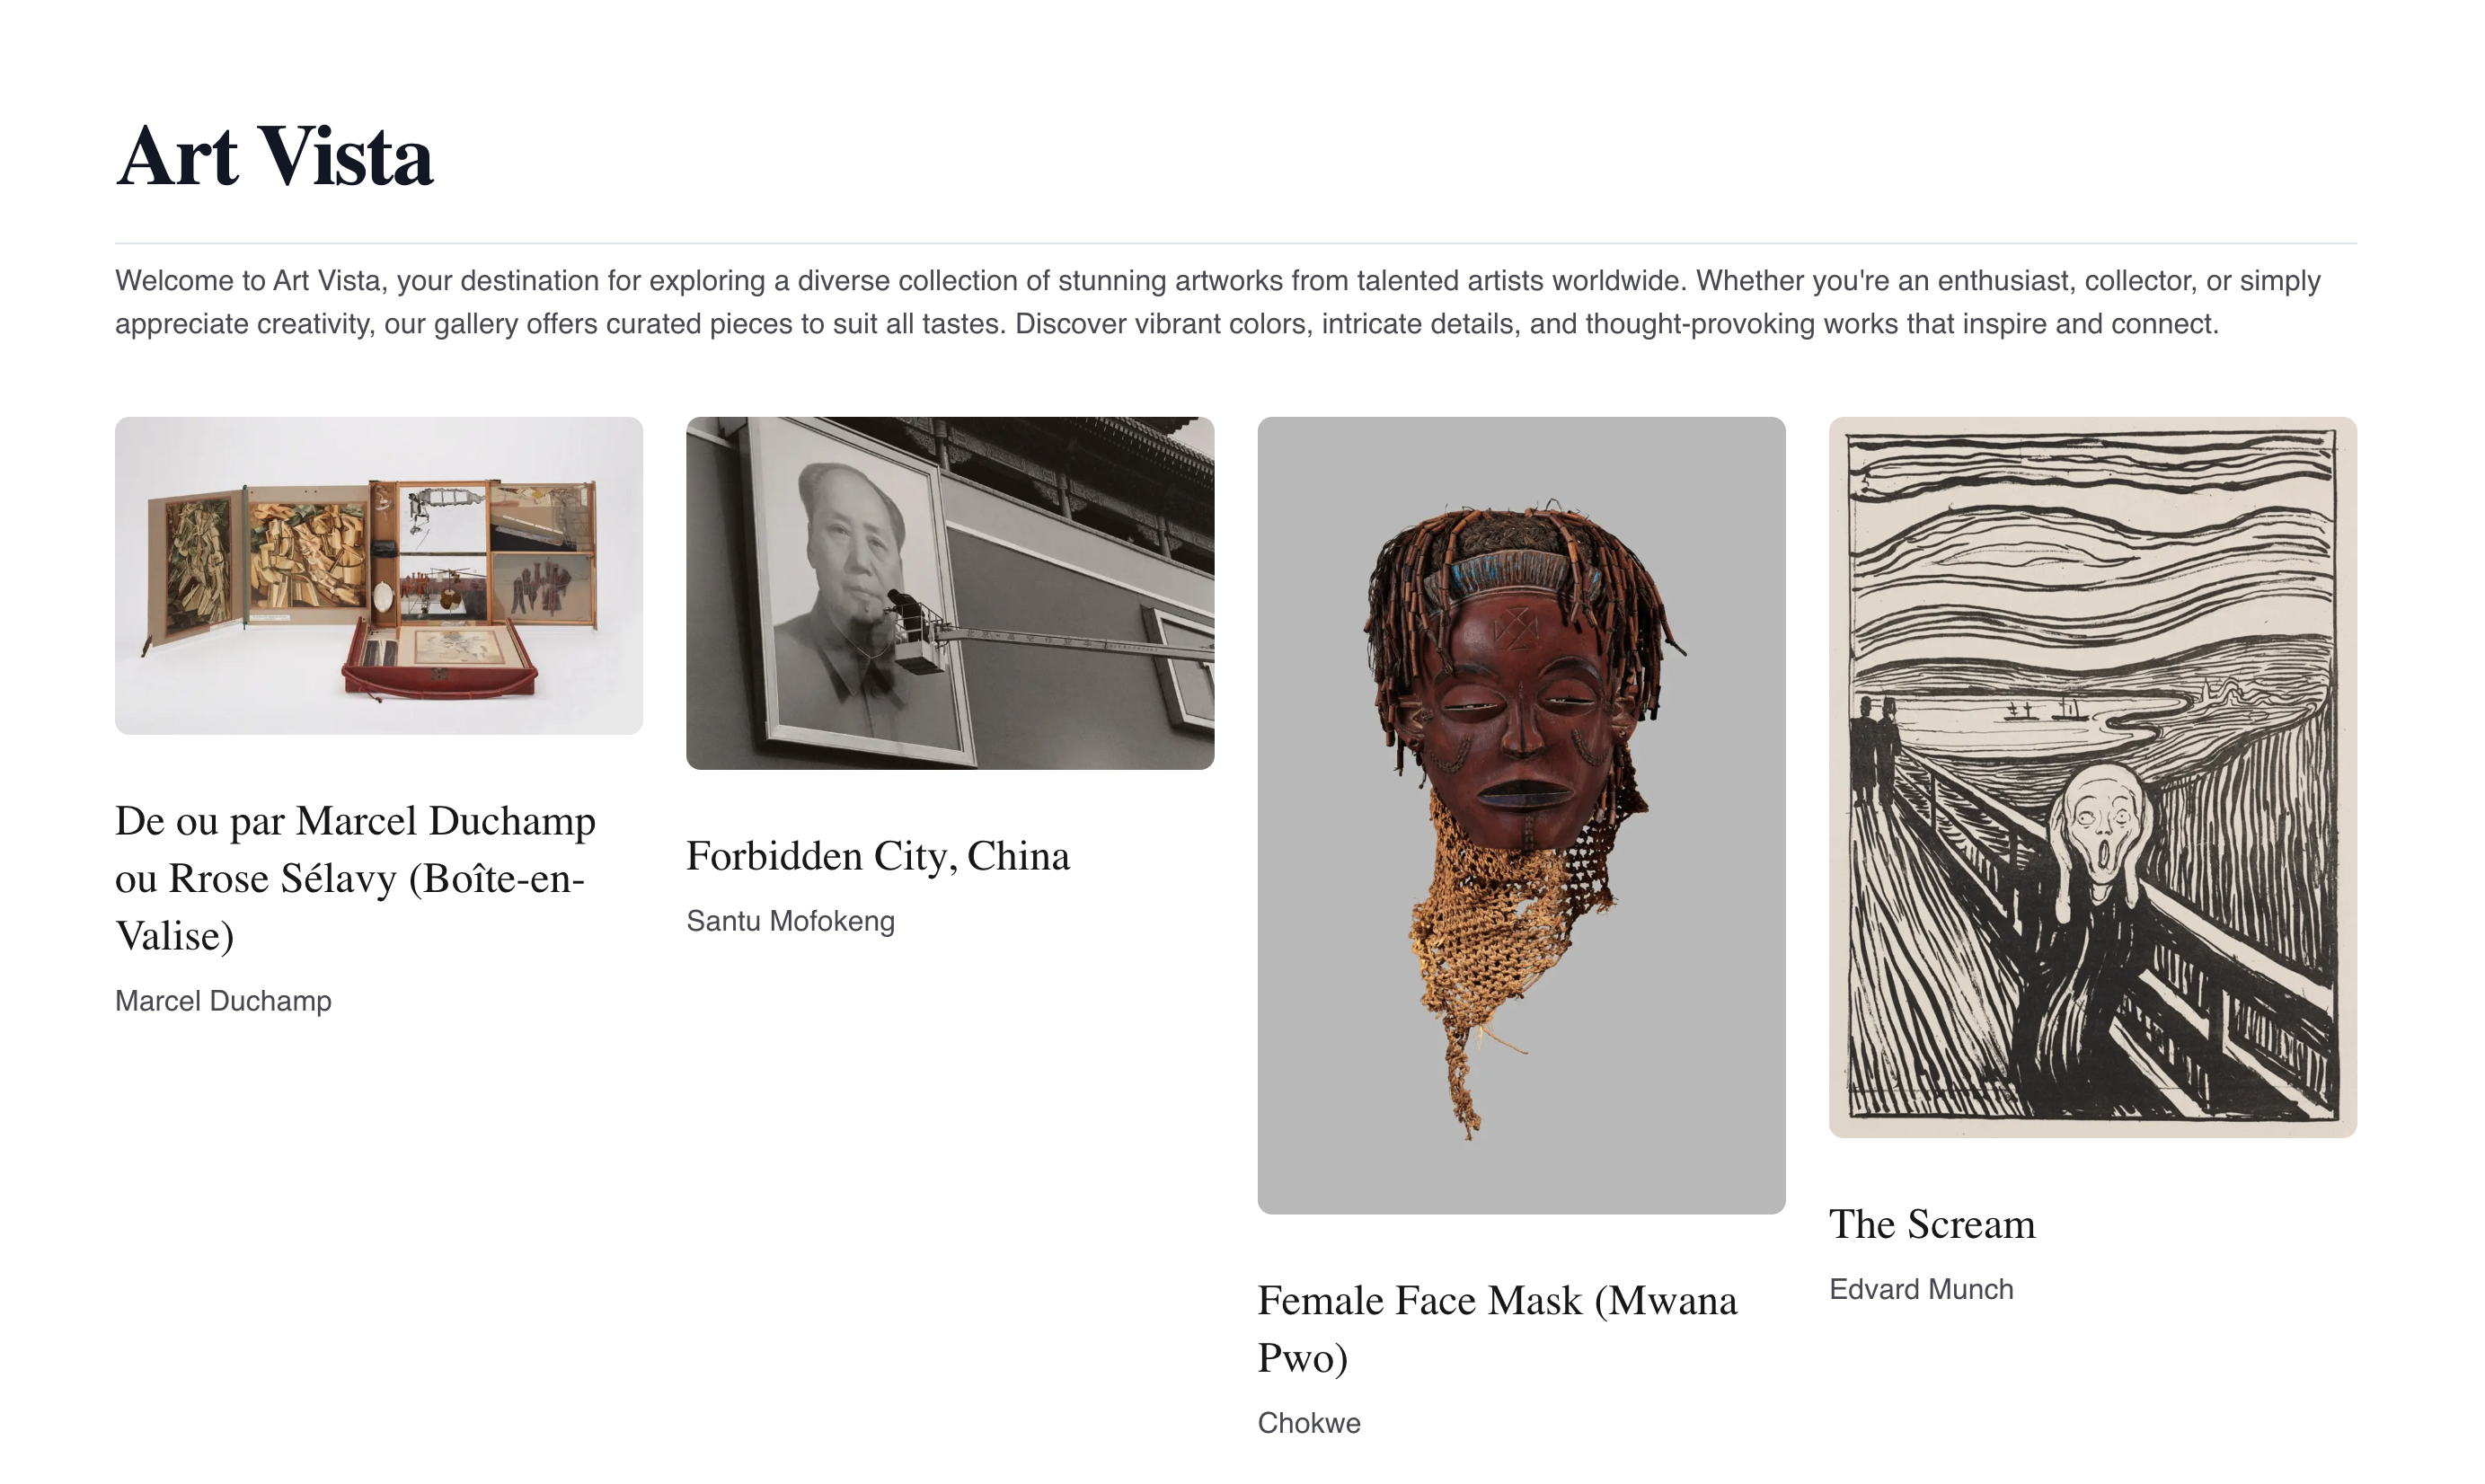 Art Vista
Welcome to Art Vista, your destination for exploring a diverse collection of stunning artworks from talented artists worldwide. Whether you're an enthusiast, collector, or simply
appreciate creativity, our gallery offers curated pieces to suit all tastes. Discover vibrant colors, intricate details, and thought-provoking works that inspire and connect.
De ou par Marcel Duchamp
ou Rrose Sélavy (Boîte-en-
Valise)
Marcel Duchamp
Forbidden City, China
Santu Mofokeng
Female Face Mask (Mwana
Pwo)
Chokwe
The Scream
Edvard Munch